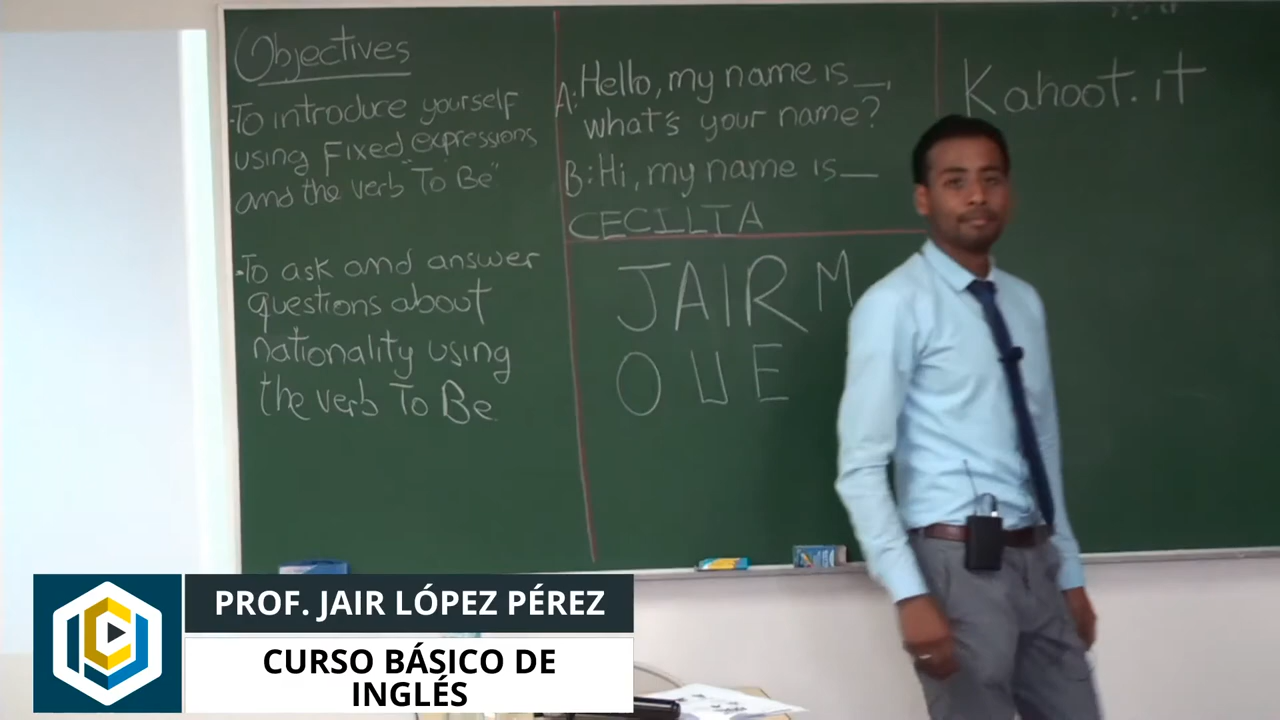 Objectives
-To introduce yourself
using Fixed expressions
and the verb "To Be"
-To ask and answer
questions about
nationality using
the verb To Be
A: Hello, my name is __,
what's your name?
B: Hi, my name is __
CECILIA
JAIR M
O U E
Kahoot.it
PROF. JAIR LÓPEZ PÉREZ
CURSO BÁSICO DE
INGLÉS